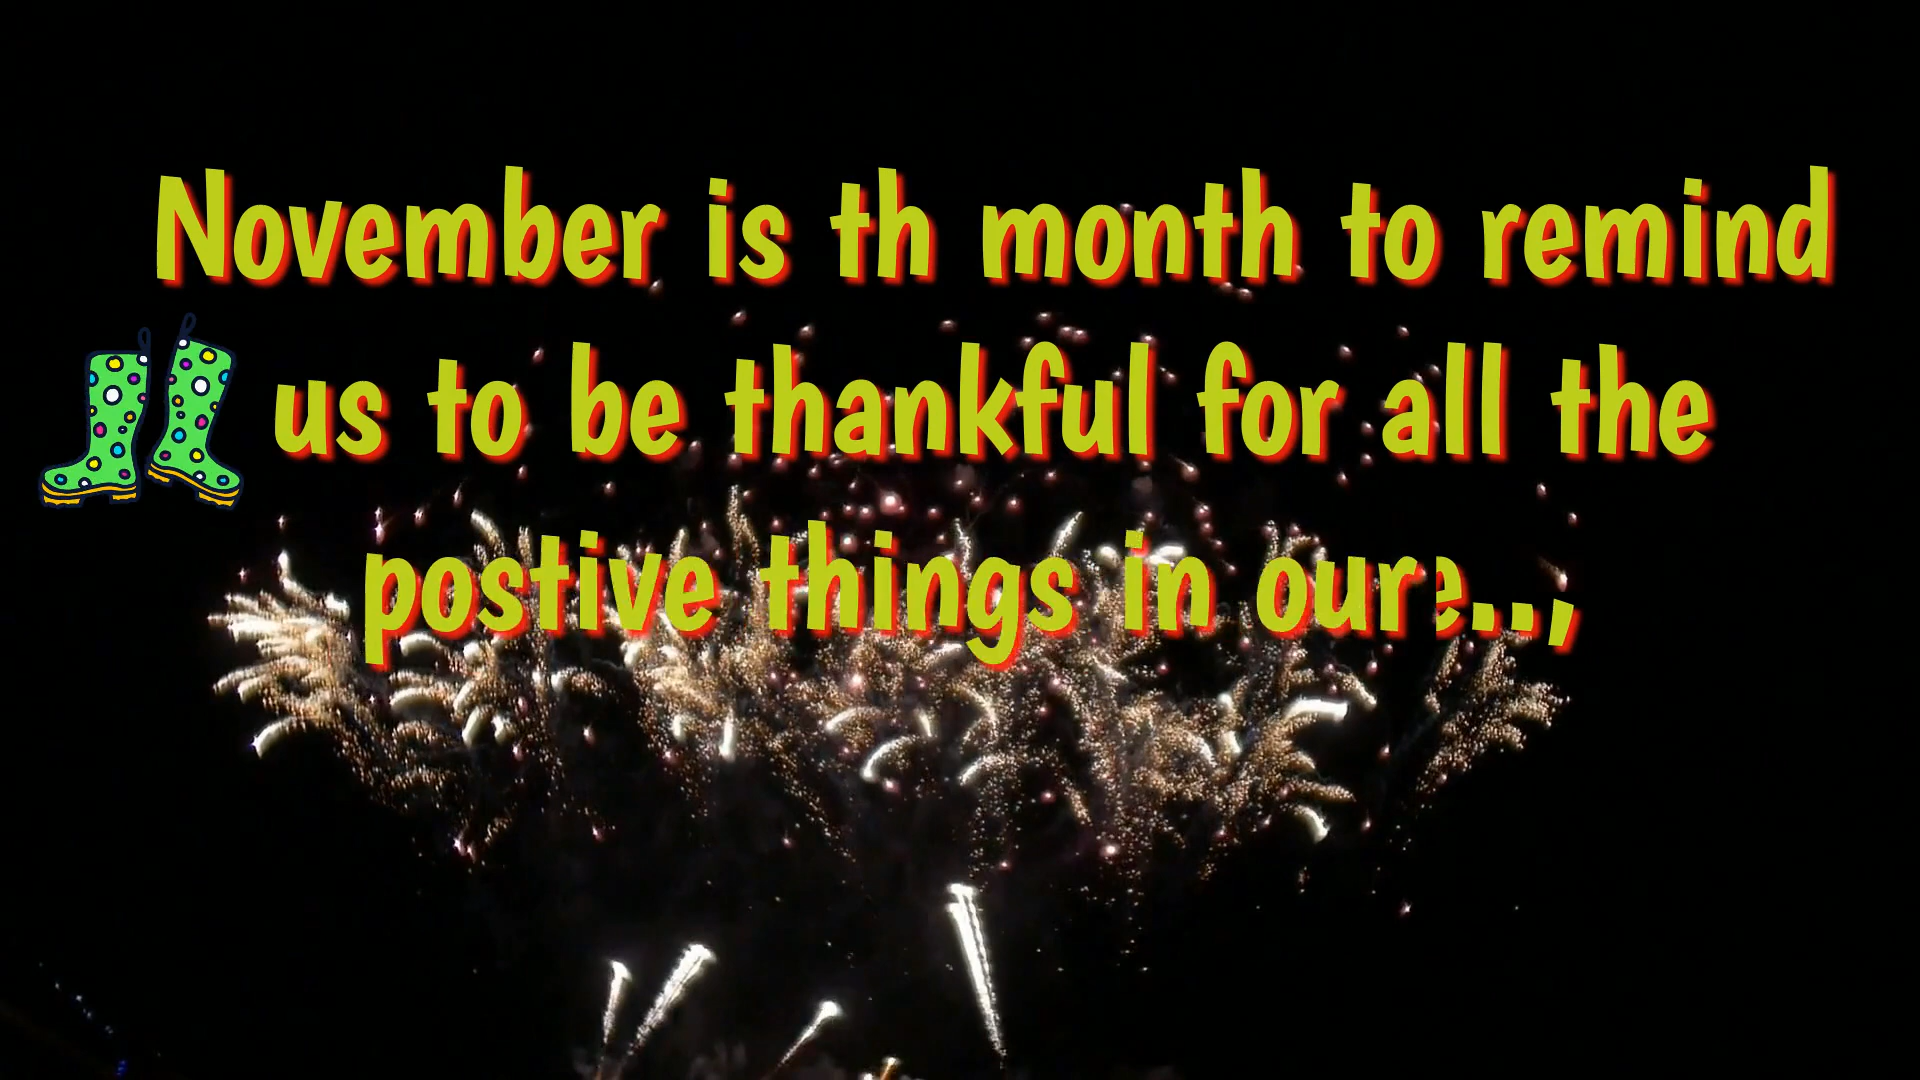 November is th month to remind
us to be thankful for all the
postive things in our e..,